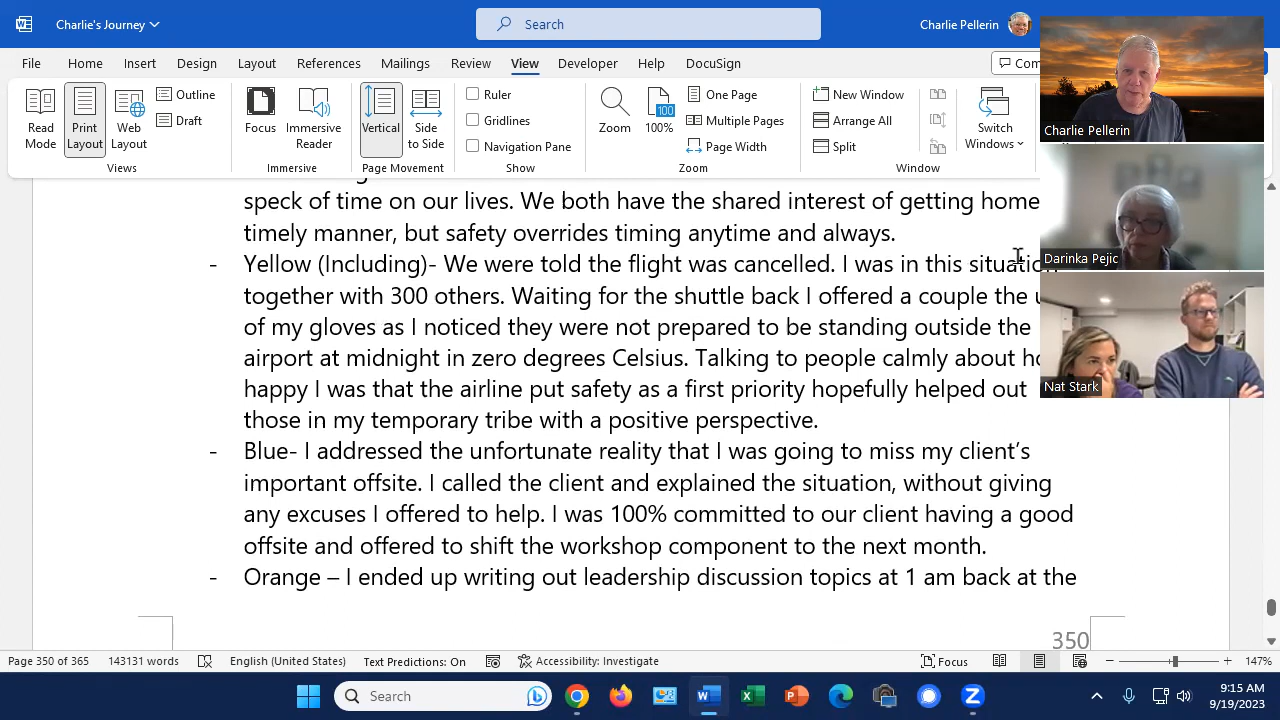 Charlie's Journey
Search
Charlie Pellerin
File Home Insert Design Layout References Mailings Review View Developer Help DocuSign
Read Mode
Print Layout
Web Layout
Outline
Draft
Views
Focus
Immersive Reader
Immersive
Vertical
Side to Side
Page Movement
Ruler
Gridlines
Navigation Pane
Show
Zoom
100
100%
One Page
Multiple Pages
Page Width
Zoom
New Window
Arrange All
Split
Switch Windows
Window
Charlie Pellerin
Darinka Pejic
Nat Stark
speck of time on our lives. We both have the shared interest of getting home
timely manner, but safety overrides timing anytime and always.
- Yellow (Including)- We were told the flight was cancelled. I was in this situation
together with 300 others. Waiting for the shuttle back I offered a couple the
of my gloves as I noticed they were not prepared to be standing outside the
airport at midnight in zero degrees Celsius. Talking to people calmly about
happy I was that the airline put safety as a first priority hopefully helped out
those in my temporary tribe with a positive perspective.
- Blue- I addressed the unfortunate reality that I was going to miss my client’s
important offsite. I called the client and explained the situation, without giving
any excuses I offered to help. I was 100% committed to our client having a good
offsite and offered to shift the workshop component to the next month.
- Orange – I ended up writing out leadership discussion topics at 1 am back at the
350
Page 350 of 365 143131 words English (United States) Text Predictions: On Accessibility: Investigate Focus 147%
Search
9:15 AM
9/19/2023